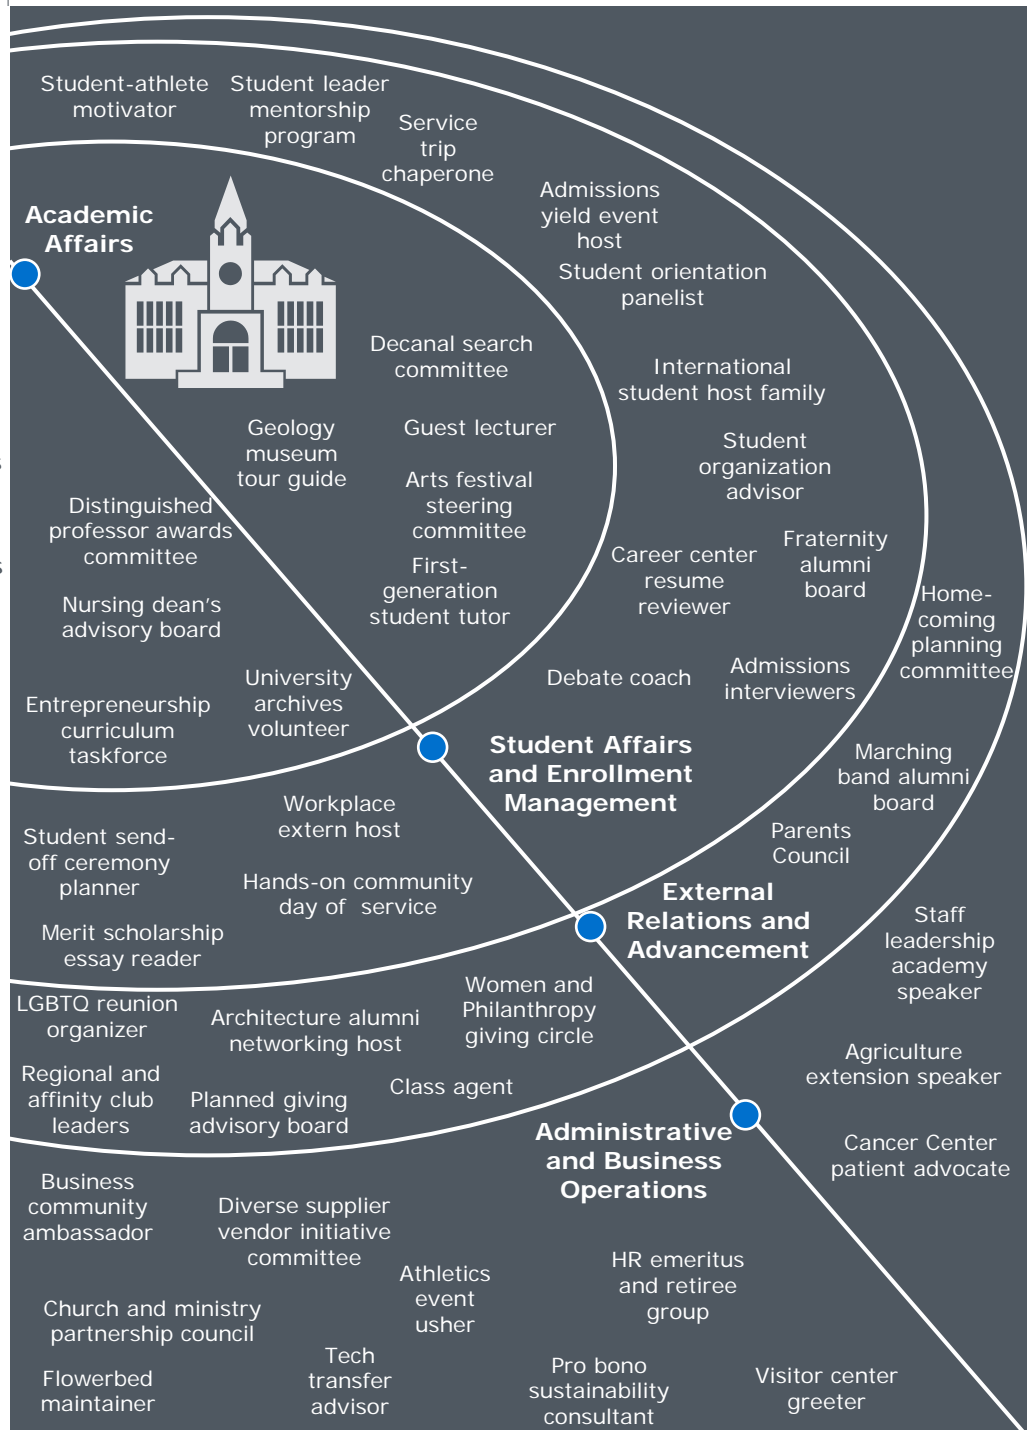 Student-athlete
motivator
Student leader
mentorship
program
Service
trip
chaperone
Admissions
yield event
host
Academic
Affairs
Student orientation
panelist
Decanal search
committee
International
student host family
Geology
museum
tour guide
Guest lecturer
Student
organization
advisor
Arts festival
steering
committee
Distinguished
professor awards
committee
Career center
resume
reviewer
Fraternity
alumni
board
First-
generation
student tutor
Nursing dean's
advisory board
Home-
coming
planning
committee
University
archives
volunteer
Debate coach
Admissions
interviewers
Entrepreneurship
curriculum
taskforce
Student Affairs
and Enrollment
Management
Marching
band alumni
board
Workplace
extern host
Parents
Council
Student send-
off ceremony
planner
Hands-on community
day of service
External
Relations and
Advancement
Merit scholarship
essay reader
Staff
leadership
academy
speaker
LGBTQ reunion
organizer
Architecture alumni
networking host
Women and
Philanthropy
giving circle
Agriculture
extension speaker
Regional and
affinity club
leaders
Planned giving
advisory board
Class agent
Administrative
and Business
Operations
Cancer Center
patient advocate
Business
community
ambassador
Diverse supplier
vendor initiative
committee
Athletics
event
usher
HR emeritus
and retiree
group
Church and ministry
partnership council
Flowerbed
maintainer
Tech
transfer
advisor
Pro bono
sustainability
consultant
Visitor center
greeter